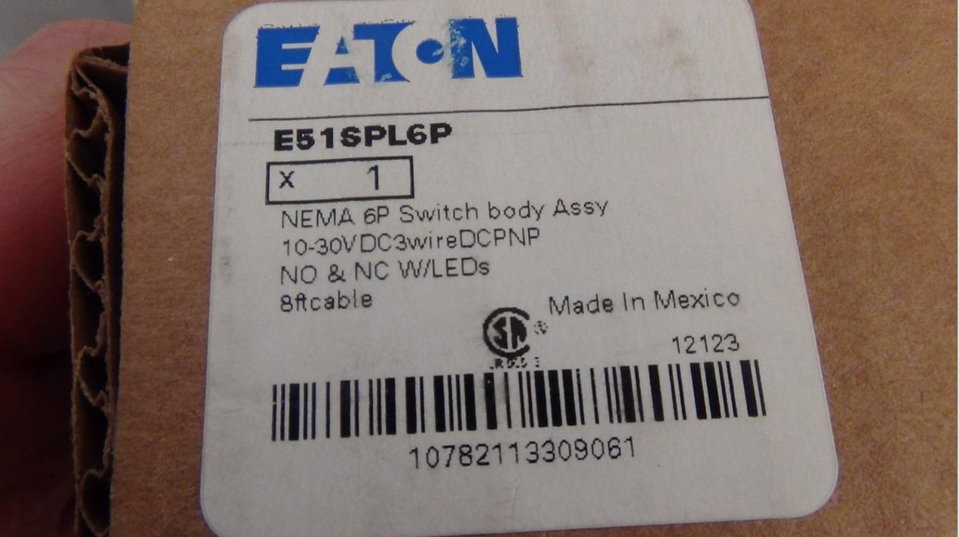 EATON
E51SPL6P
X 1
NEMA 6P Switch body Assy
10-30VDC3wireDCPNP
NO & NC W/LEDs
8ftcable
Made In Mexico
SA ®
12123
10782113309061